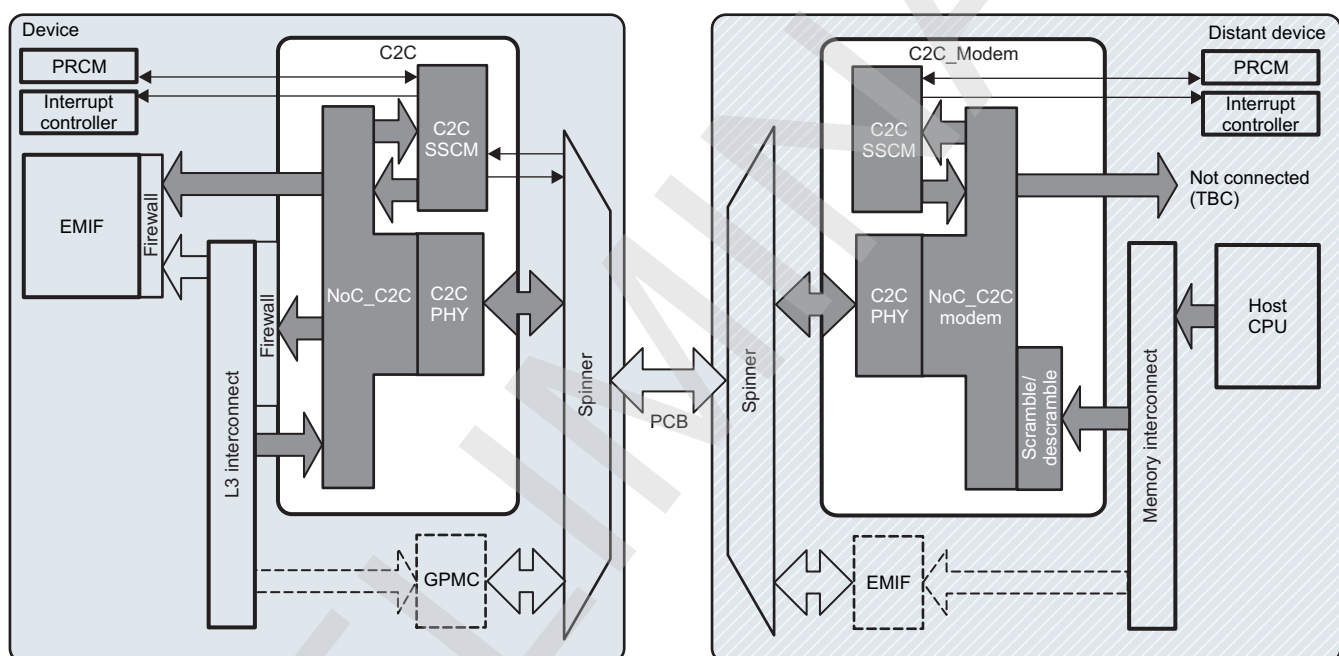 Device
PRCM
Interrupt
controller
EMIF
Firewall
L3 interconnect
Firewall
C2C
C2C
SSCM
NoC_C2C
C2C
PHY
GPMC
Spinner
PCB
Spinner
Distant device
C2C_Modem
C2C
SSCM
C2C
PHY
NoC_C2C
modem
Scramble/
descramble
EMIF
Memory interconnect
PRCM
Interrupt
controller
Not connected
(TBC)
Host
CPU